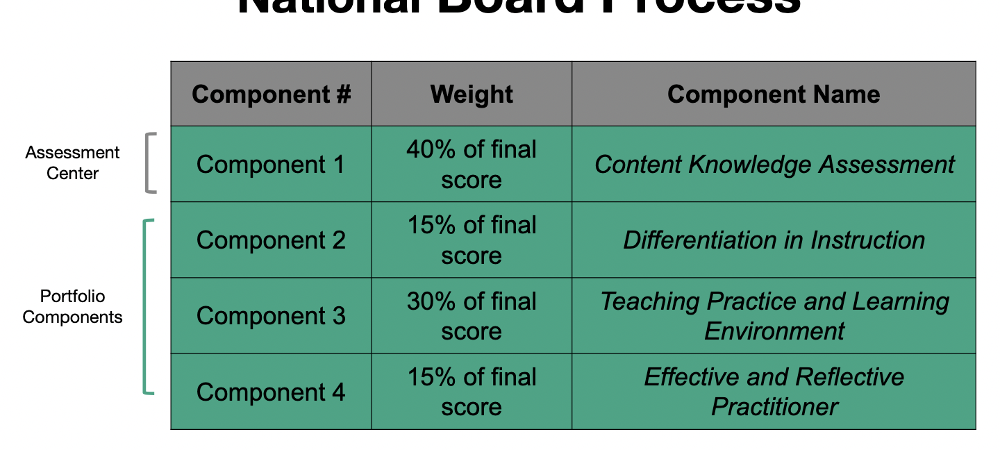 National Board Process
Component #
Weight
Component Name
Assessment
Center
Component 1
40% of final
score
Content Knowledge Assessment
Portfolio
Components
Component 2
15% of final
score
Differentiation in Instruction
Component 3
30% of final
score
Teaching Practice and Learning
Environment
Component 4
15% of final
score
Effective and Reflective
Practitioner